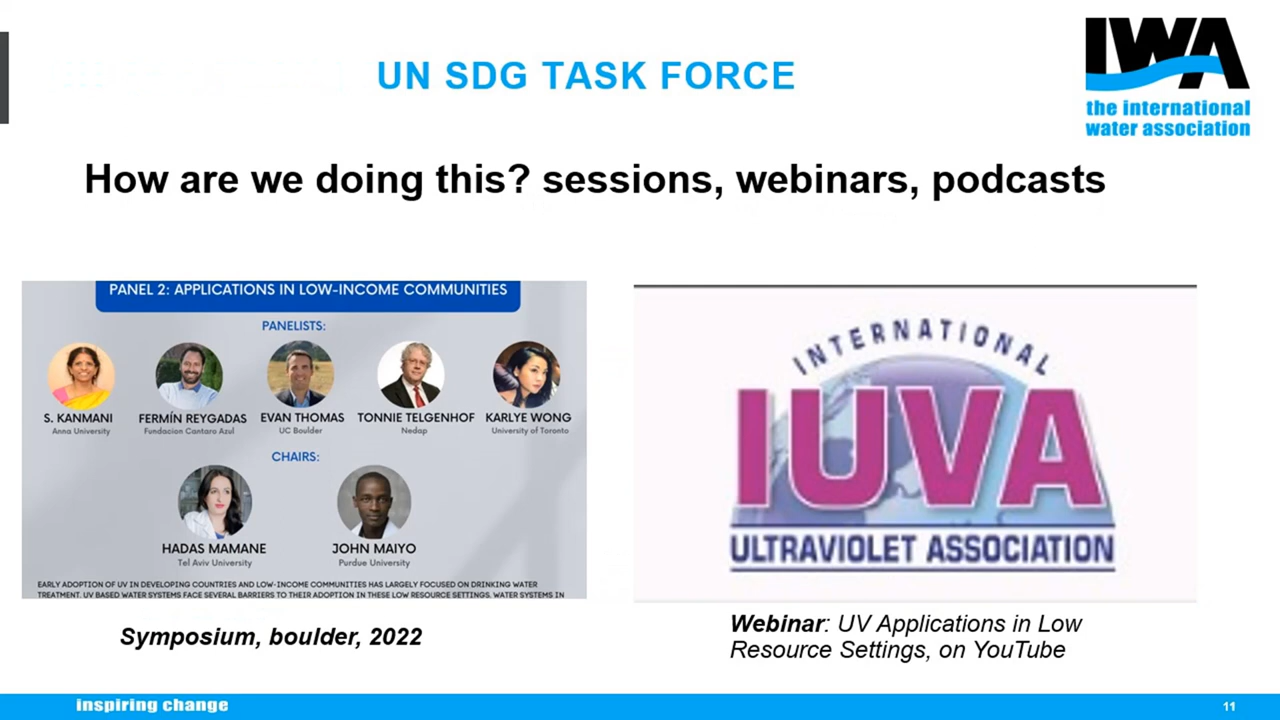 UN SDG TASK FORCE
IWA
the international
water association
How are we doing this? sessions, webinars, podcasts
PANEL 2: APPLICATIONS IN LOW-INCOME COMMUNITIES
PANELISTS:
S. KANMANI
Anna University
FERMÍN REYGADAS
Fundacion Cantaro Azul
EVAN THOMAS
UC Boulder
TONNIE TELGENHOF
Nedap
KARLYE WONG
University of Toronto
CHAIRS:
HADAS MAMANE
Tel Aviv University
JOHN MAIYO
Purdue University
EARLY ADOPTION OF UV IN DEVELOPING COUNTRIES AND LOW-INCOME COMMUNITIES HAS LARGELY FOCUSED ON DRINKING WATER
TREATMENT. UV BASED WATER SYSTEMS FACE SEVERAL BARRIERS TO THEIR ADOPTION IN THESE LOW RESOURCE SETTINGS. WATER SYSTEMS IN
Symposium, boulder, 2022
INTERNATIONAL
IUVA
ULTRAVIOLET ASSOCIATION
Webinar: UV Applications in Low
Resource Settings, on YouTube
inspiring change
11